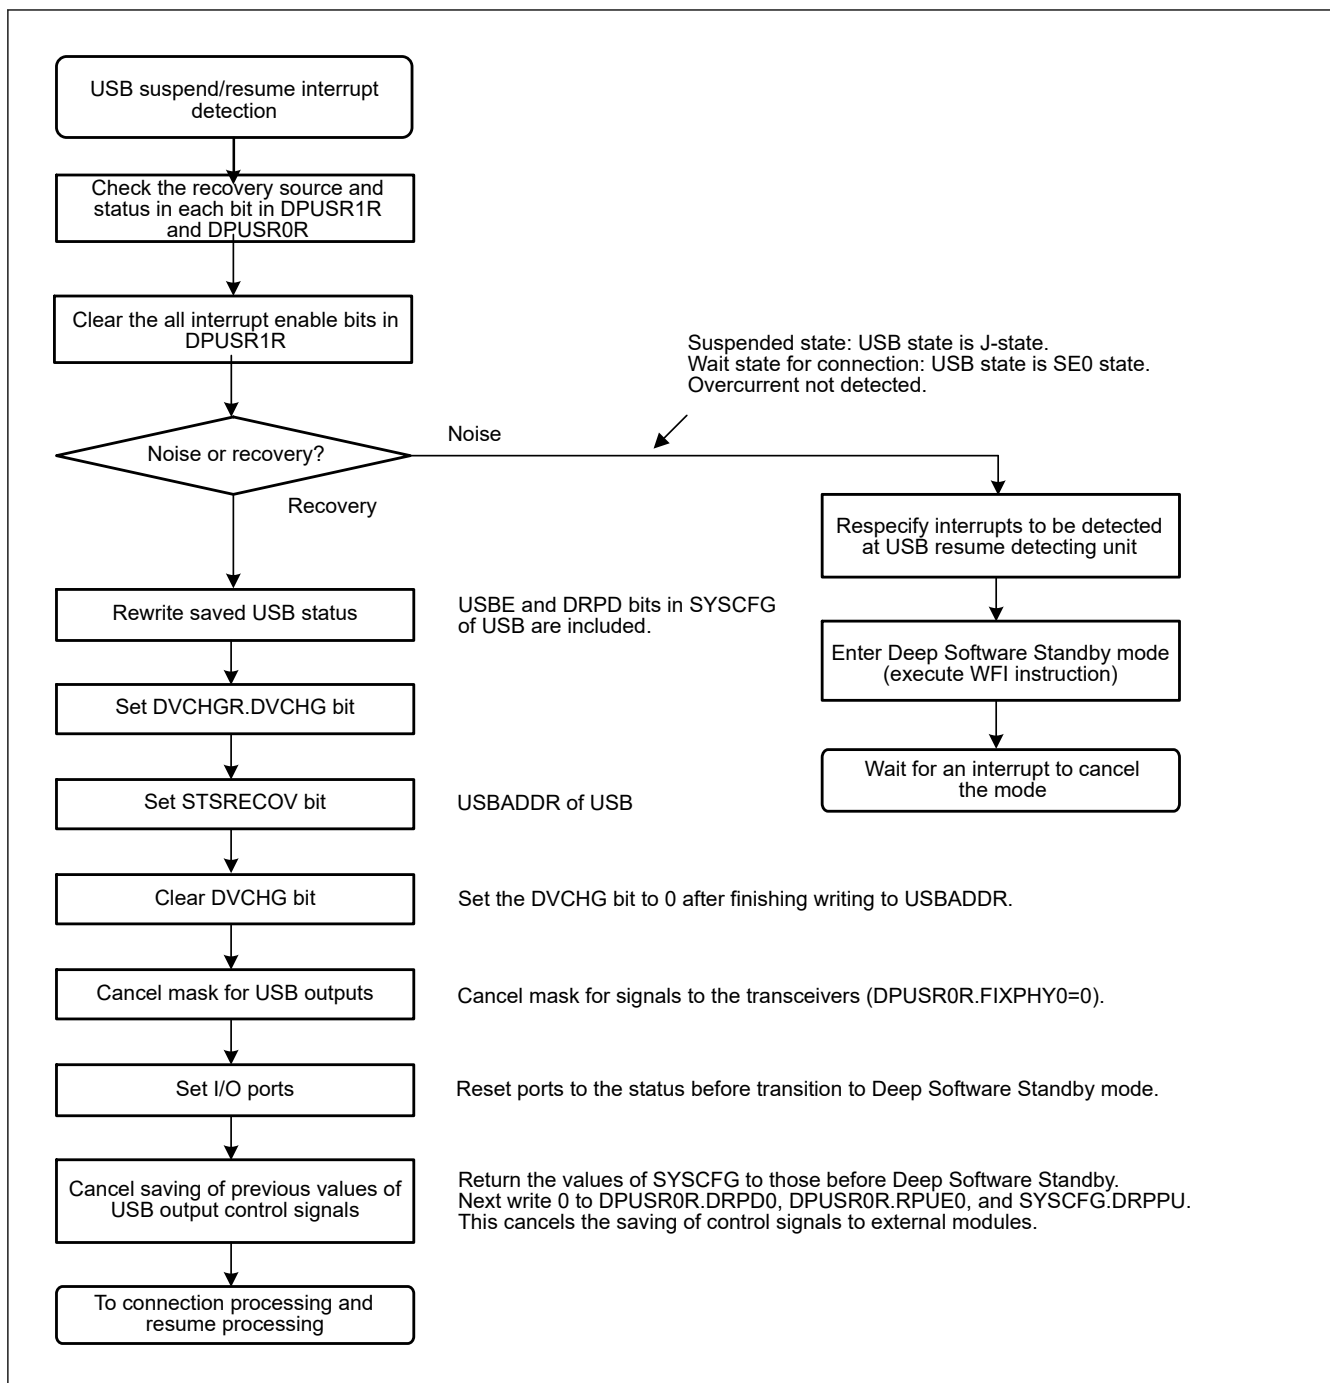 USB suspend/resume interrupt
detection
Check the recovery source and
status in each bit in DPUSR1R
and DPUSR0R
Clear the all interrupt enable bits in
DPUSR1R
Suspended state: USB state is J-state.
Wait state for connection: USB state is SE0 state.
Overcurrent not detected.
Noise or recovery?
Noise
Recovery
Respecify interrupts to be detected
at USB resume detecting unit
Enter Deep Software Standby mode
(execute WFI instruction)
Wait for an interrupt to cancel
the mode
Rewrite saved USB status
USBE and DRPD bits in SYSCFG
of USB are included.
Set DVCHGR.DVCHG bit
Set STSRECOV bit
USBADDR of USB
Clear DVCHG bit
Set the DVCHG bit to 0 after finishing writing to USBADDR.
Cancel mask for USB outputs
Cancel mask for signals to the transceivers (DPUSR0R.FIXPHY0=0).
Set I/O ports
Reset ports to the status before transition to Deep Software Standby mode.
Cancel saving of previous values of
USB output control signals
Return the values of SYSCFG to those before Deep Software Standby.
Next write 0 to DPUSR0R.DRPD0, DPUSR0R.RPUE0, and SYSCFG.DRPPU.
This cancels the saving of control signals to external modules.
To connection processing and
resume processing